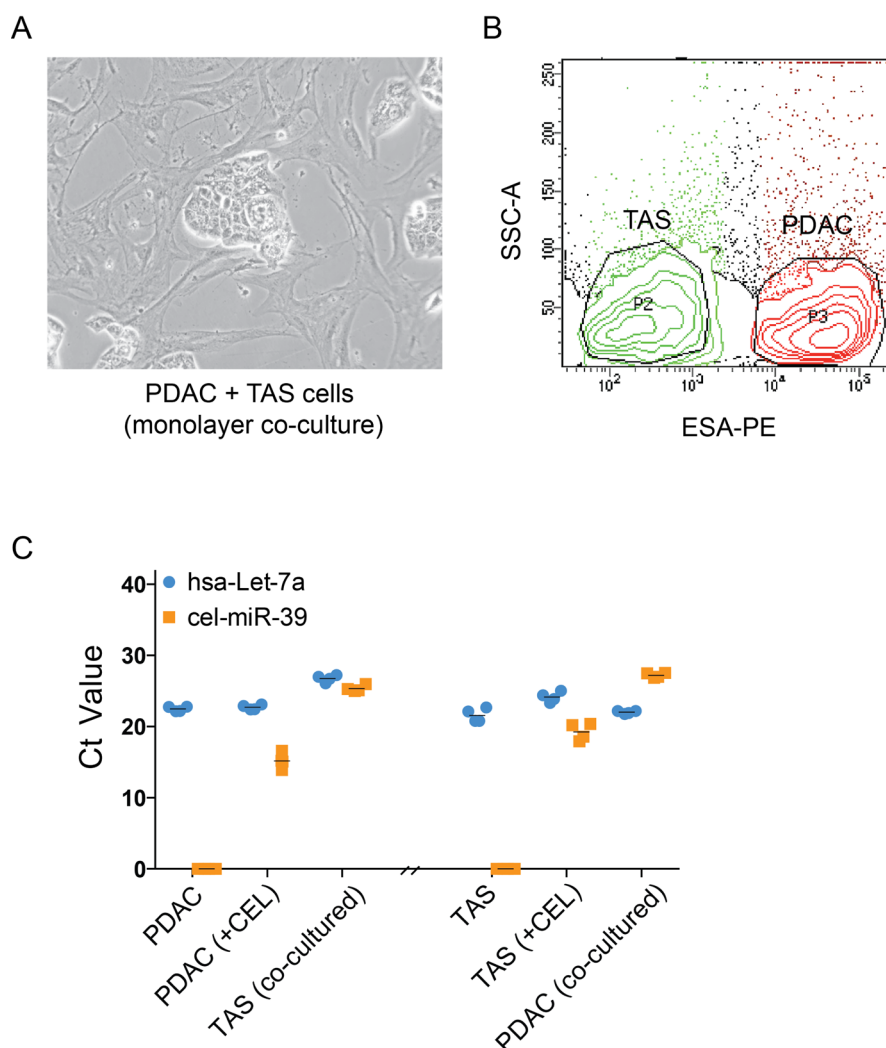 A
PDAC + TAS cells
(monolayer co-culture)
B
SSC-A
250
200
150
100
50
TAS
PDAC
P2
P3
10²
10³
10⁴
10⁵
ESA-PE
C
hsa-Let-7a
cel-miR-39
Ct Value
40
30
20
10
0
PDAC
PDAC (+CEL)
TAS (co-cultured)
TAS
TAS (+CEL)
PDAC (co-cultured)